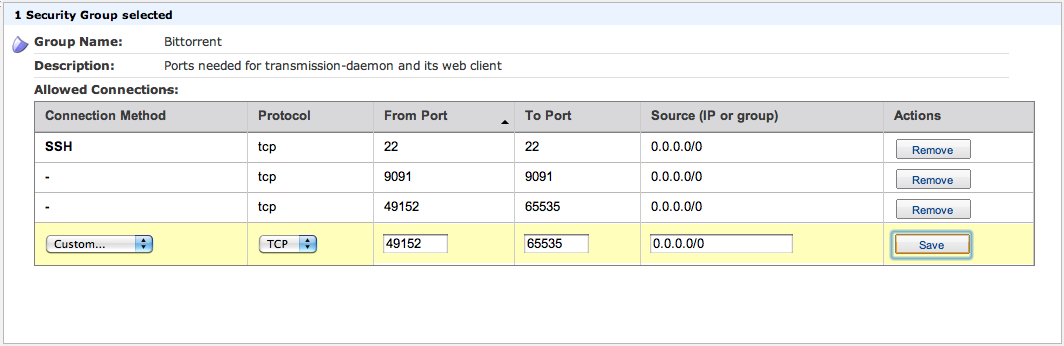 1 Security Group selected
Group Name: Bittorrent
Description: Ports needed for transmission-daemon and its web client
Allowed Connections:
Connection Method Protocol From Port To Port Source (IP or group) Actions
SSH tcp 22 22 0.0.0.0/0 Remove
- tcp 9091 9091 0.0.0.0/0 Remove
- tcp 49152 65535 0.0.0.0/0 Remove
Custom... TCP 49152 65535 0.0.0.0/0 Save